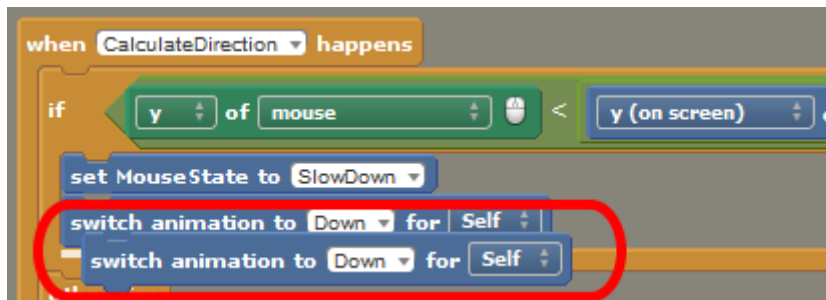 when CalculateDirection happens
if y of mouse < y (on screen)
set MouseState to SlowDown
switch animation to Down for Self
switch animation to Down for Self